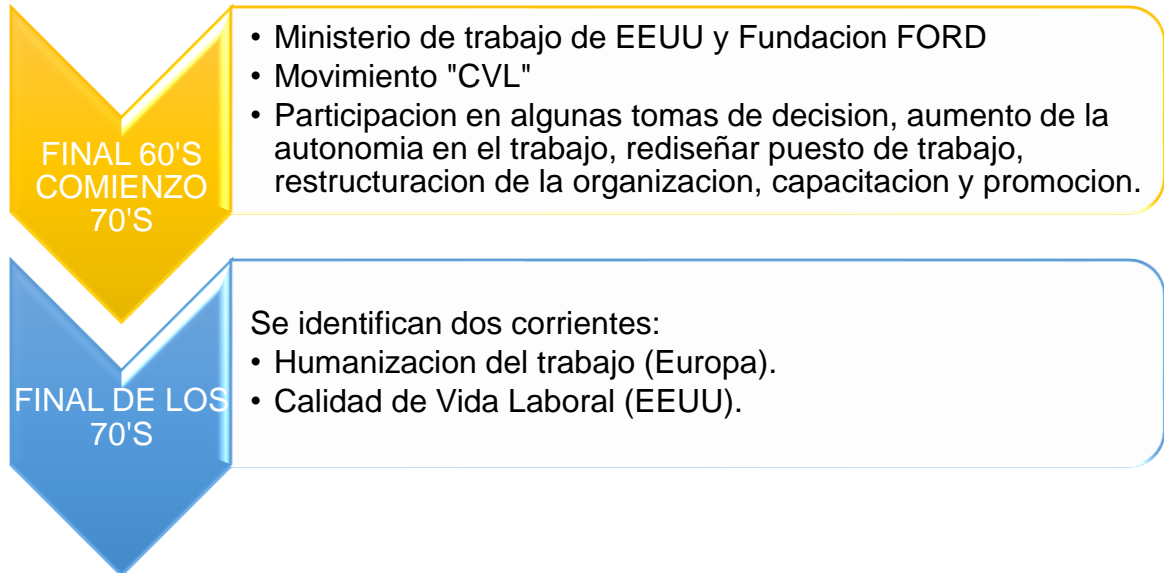 FINAL 60'S
COMIENZO
70'S
• Ministerio de trabajo de EEUU y Fundacion FORD
• Movimiento "CVL"
• Participacion en algunas tomas de decision, aumento de la
autonomia en el trabajo, rediseñar puesto de trabajo,
restructuracion de la organizacion, capacitacion y promocion.
FINAL DE LOS
70'S
Se identifican dos corrientes:
• Humanizacion del trabajo (Europa).
• Calidad de Vida Laboral (EEUU).